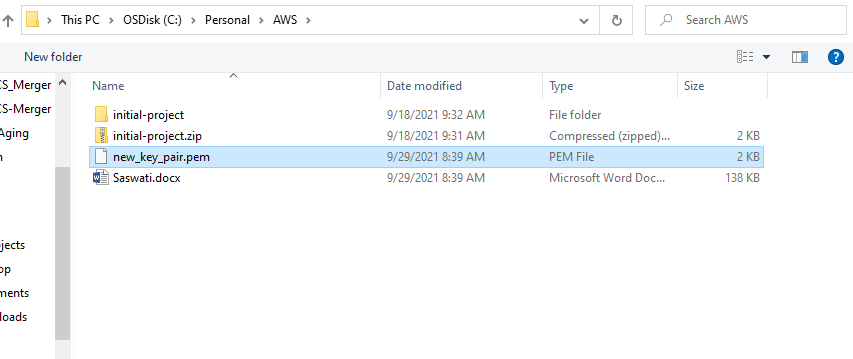 This PC > OSDisk (C:) > Personal > AWS >
Search AWS
New folder
?
CS_Merger
CS-Merger
Aging
jects
op
ments
loads
Name Date modified Type Size
initial-project 9/18/2021 9:32 AM File folder
initial-project.zip 9/18/2021 9:31 AM Compressed (zipped)... 2 KB
new_key_pair.pem 9/29/2021 8:39 AM PEM File 2 KB
Saswati.docx 9/29/2021 8:39 AM Microsoft Word Doc... 138 KB